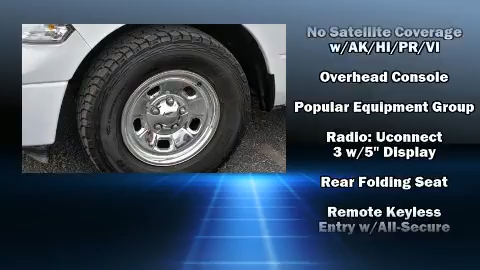 No Satellite Coverage
w/AK/HI/PR/VI
Overhead Console
Popular Equipment Group
Radio: Uconnect
3 w/5" Display
Rear Folding Seat
Remote Keyless
Entry w/All-Secure